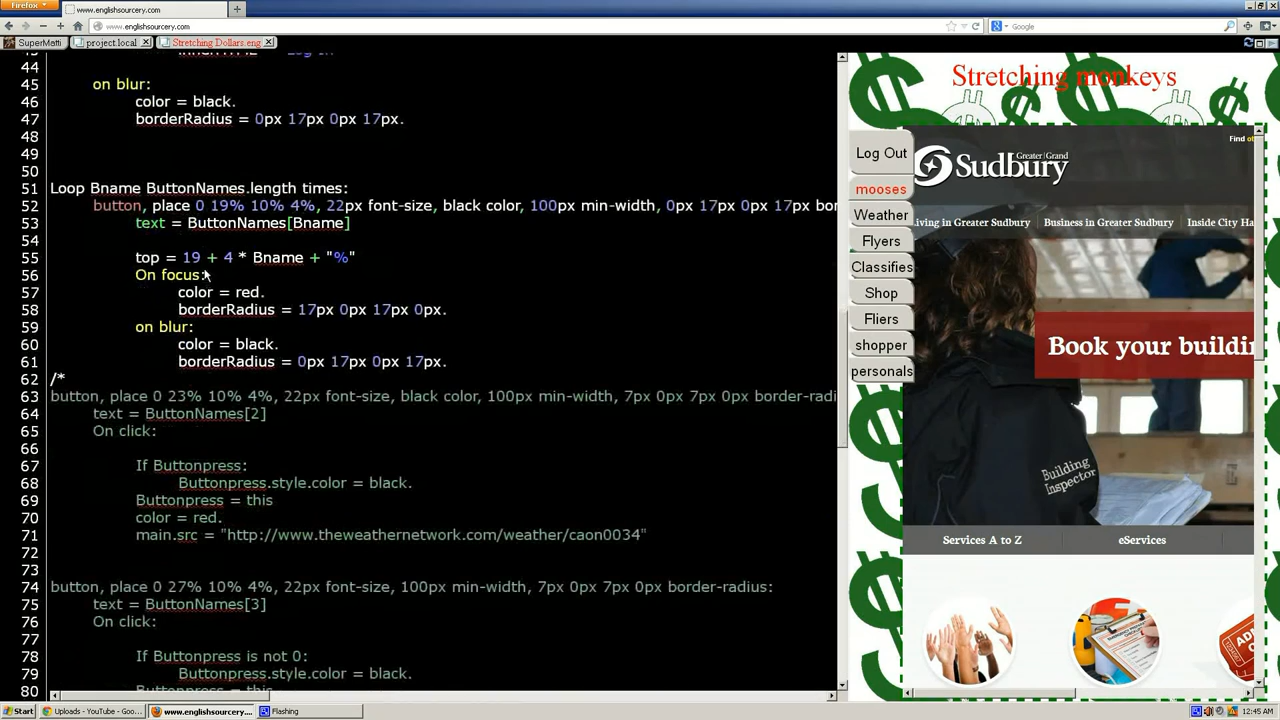 Firefox
www.englishsourcery.com
www.englishsourcery.com
Google
SuperMatti
project.local
Stretching Dollars.eng
44
45 on blur:
46 color = black.
47 borderRadius = 0px 17px 0px 17px.
48
49
50
51 Loop Bname ButtonNames.length times:
52 button, place 0 19% 10% 4%, 22px font-size, black color, 100px min-width, 0px 17px 0px 17px bor
53 text = ButtonNames[Bname]
54
55 top = 19 + 4 * Bname + "%"
56 On focus:
57 color = red.
58 borderRadius = 17px 0px 17px 0px.
59 on blur:
60 color = black.
61 borderRadius = 0px 17px 0px 17px.
62 /*
63 button, place 0 23% 10% 4%, 22px font-size, black color, 100px min-width, 7px 0px 7px 0px border-radi
64 text = ButtonNames[2]
65 On click:
66
67 If Buttonpress:
68 Buttonpress.style.color = black.
69 Buttonpress = this
70 color = red.
71 main.src = "http://www.theweathernetwork.com/weather/caon0034"
72
73
74 button, place 0 27% 10% 4%, 22px font-size, 100px min-width, 7px 0px 7px 0px border-radius:
75 text = ButtonNames[3]
76 On click:
77
78 If Buttonpress is not 0:
79 Buttonpress.style.color = black.
80
Stretching monkeys
Log Out
mooses
Weather
Flyers
Classifies
Shop
Fliers
shopper
personals
Find
Greater | Grand
Sudbury
iving in Greater Sudbury
Business in Greater Sudbury
Inside City Ha
Book your buildin
Building
Inspector
Services A to Z
eServices
Start
Uploads - YouTube - Goo...
www.englishsourcery....
Flashing
12:45 AM